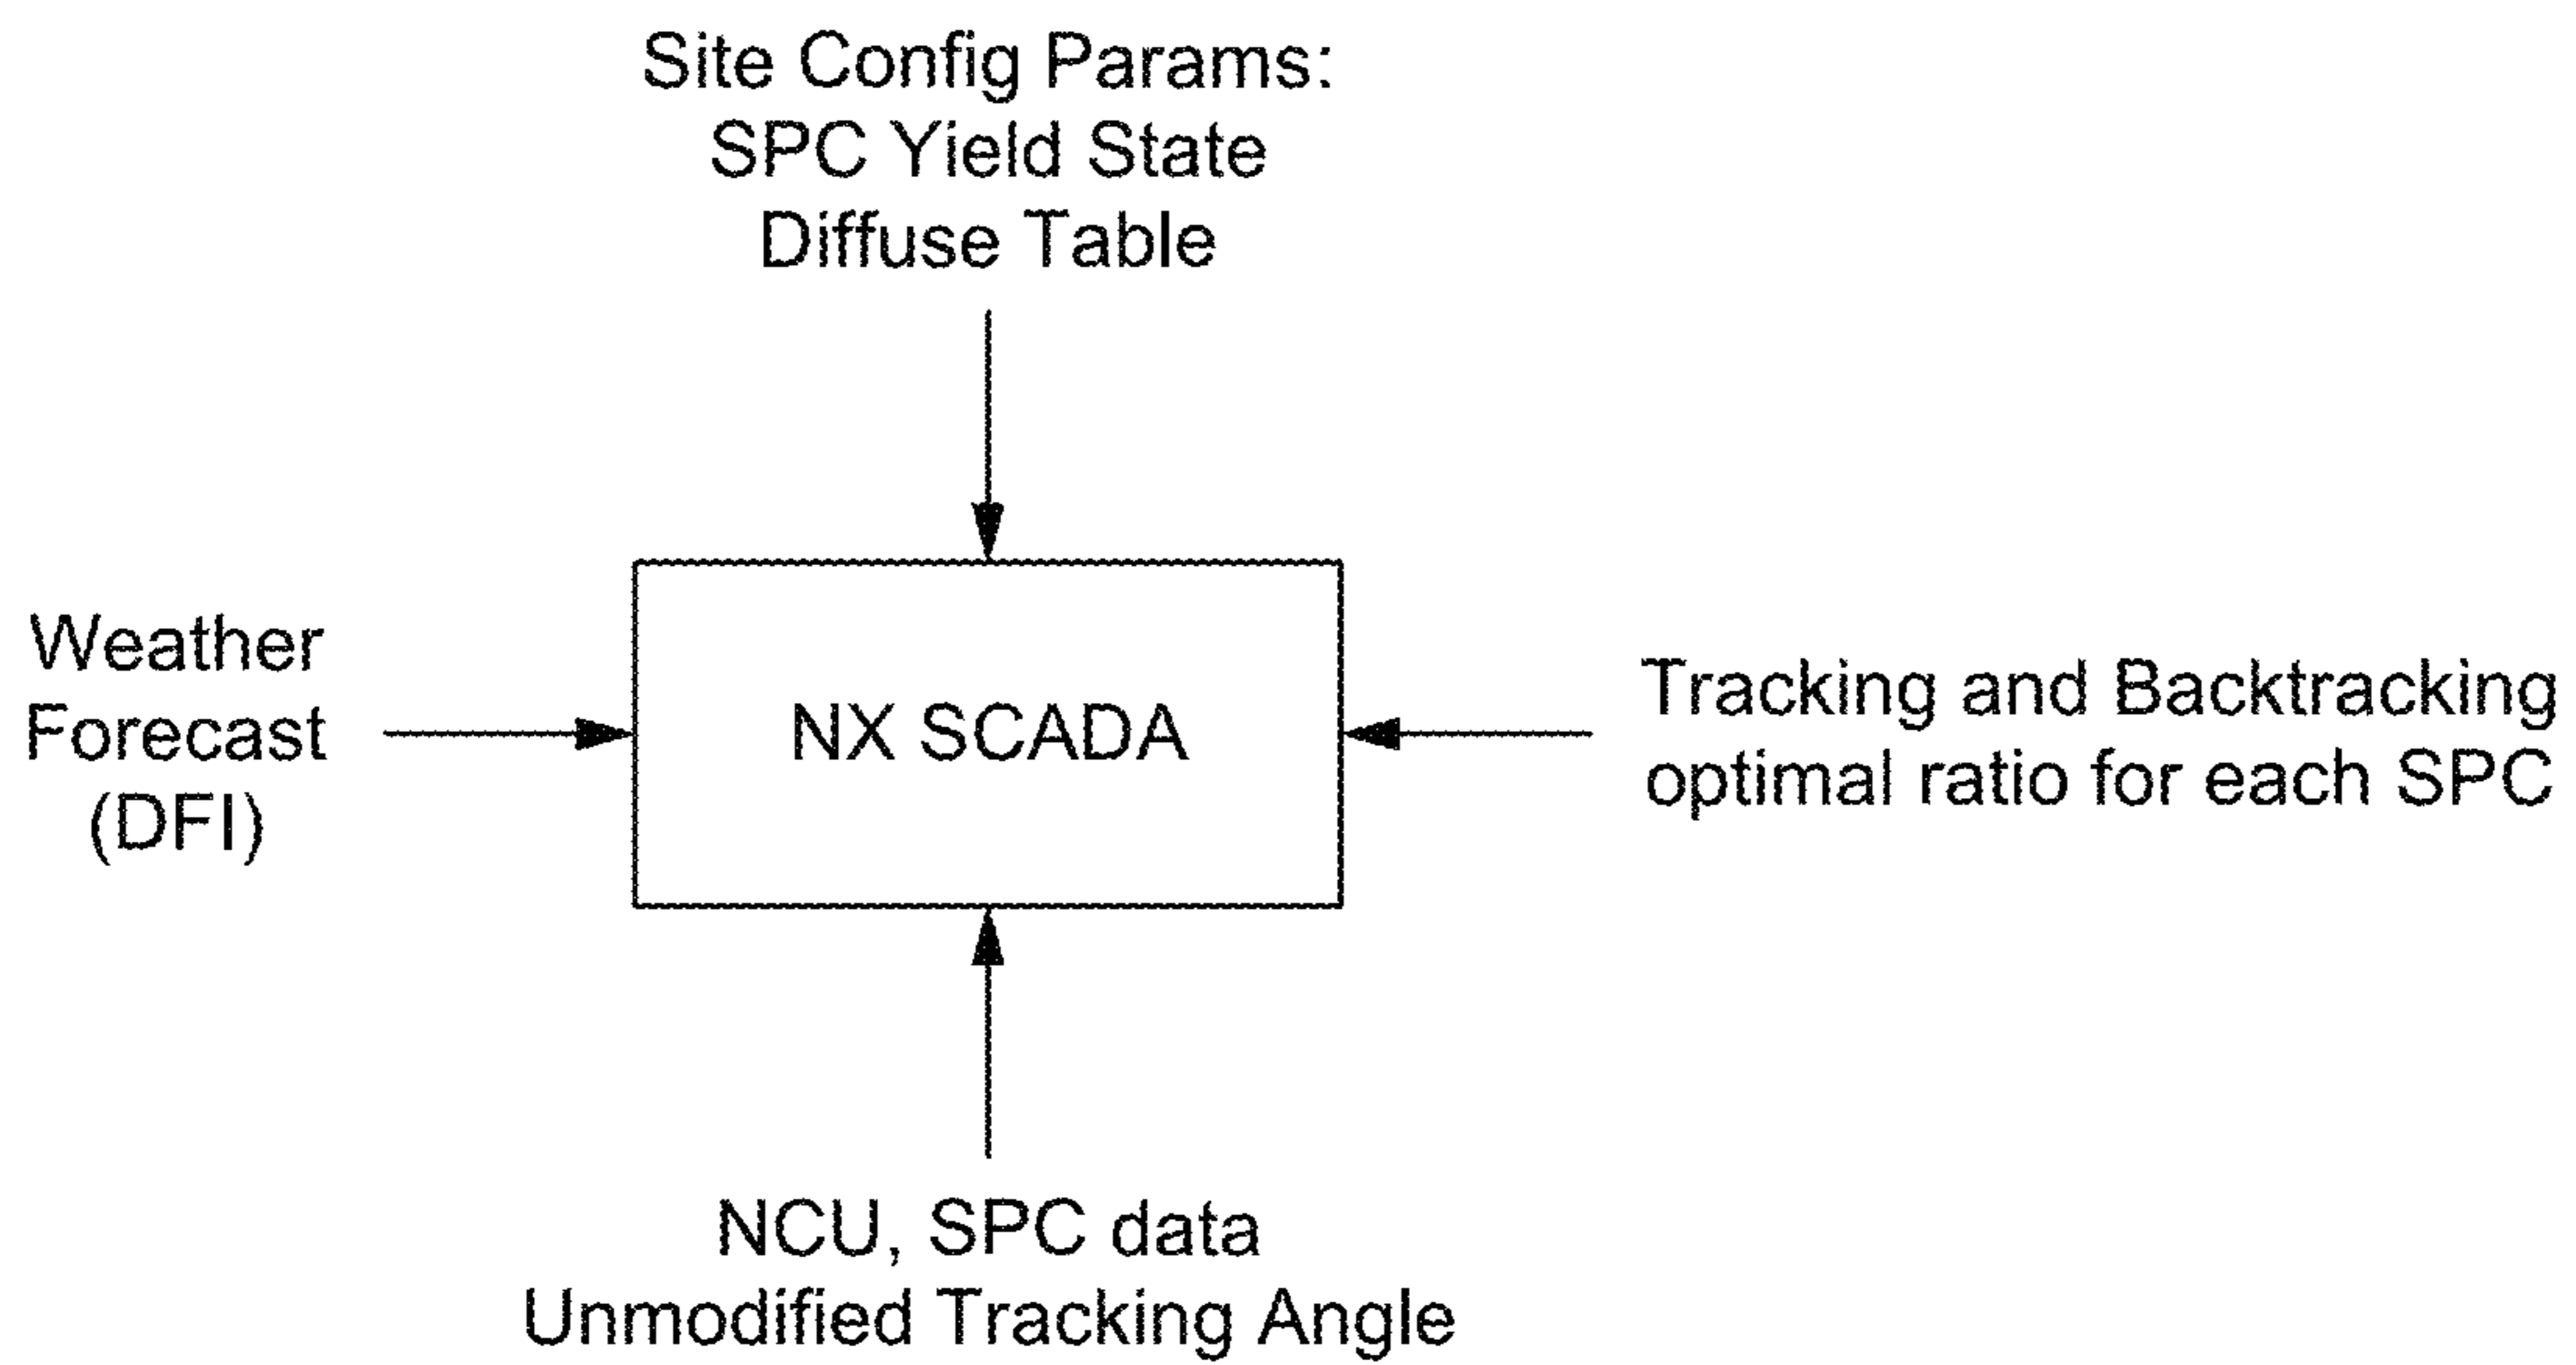 Site Config Params:
SPC Yield State
Diffuse Table
Weather
Forecast
(DFI)
NX SCADA
Tracking and Backtracking
optimal ratio for each SPC
NCU, SPC data
Unmodified Tracking Angle